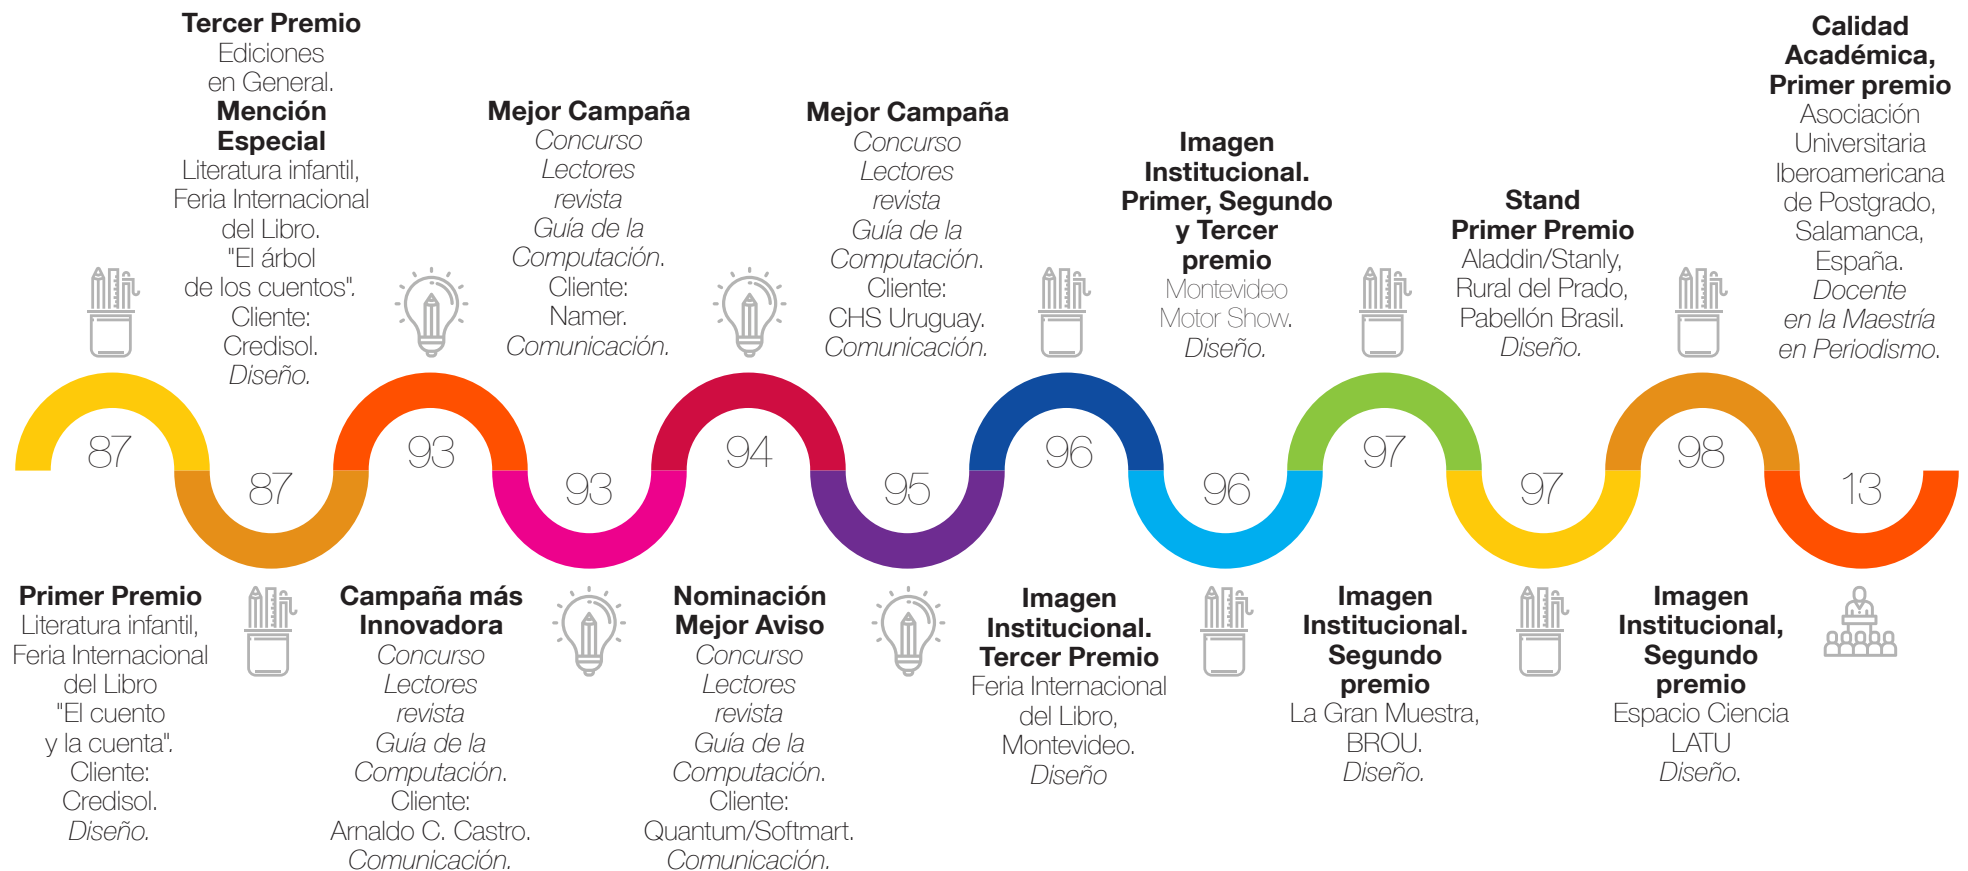 Tercer Premio
Ediciones
en General.
Mención
Especial
Literatura infantil,
Feria Internacional
del Libro.
"El árbol
de los cuentos".
Cliente:
Credisol.
Diseño.
Mejor Campaña
Concurso
Lectores
revista
Guía de la
Computación.
Cliente:
Namer.
Comunicación.
Mejor Campaña
Concurso
Lectores
revista
Guía de la
Computación.
Cliente:
CHS Uruguay.
Comunicación.
Imagen
Institucional.
Primer, Segundo
y Tercer
premio
Montevideo
Motor Show.
Diseño.
Stand
Primer Premio
Aladdin/Stanly,
Rural del Prado,
Pabellón Brasil.
Diseño.
Calidad
Académica,
Primer premio
Asociación
Universitaria
Iberoamericana
de Postgrado,
Salamanca,
España.
Docente
en la Maestría
en Periodismo.
87
87
93
93
94
95
96
96
97
97
98
13
Primer Premio
Literatura infantil,
Feria Internacional
del Libro
"El cuento
y la cuenta".
Cliente:
Credisol.
Diseño.
Campaña más
Innovadora
Concurso
Lectores
revista
Guía de la
Computación.
Cliente:
Arnaldo C. Castro.
Comunicación.
Nominación
Mejor Aviso
Concurso
Lectores
revista
Guía de la
Computación.
Cliente:
Quantum/Softmart.
Comunicación.
Imagen
Institucional.
Tercer Premio
Feria Internacional
del Libro,
Montevideo.
Diseño
Imagen
Institucional.
Segundo
premio
La Gran Muestra,
BROU.
Diseño.
Imagen
Institucional,
Segundo
premio
Espacio Ciencia
LATU
Diseño.